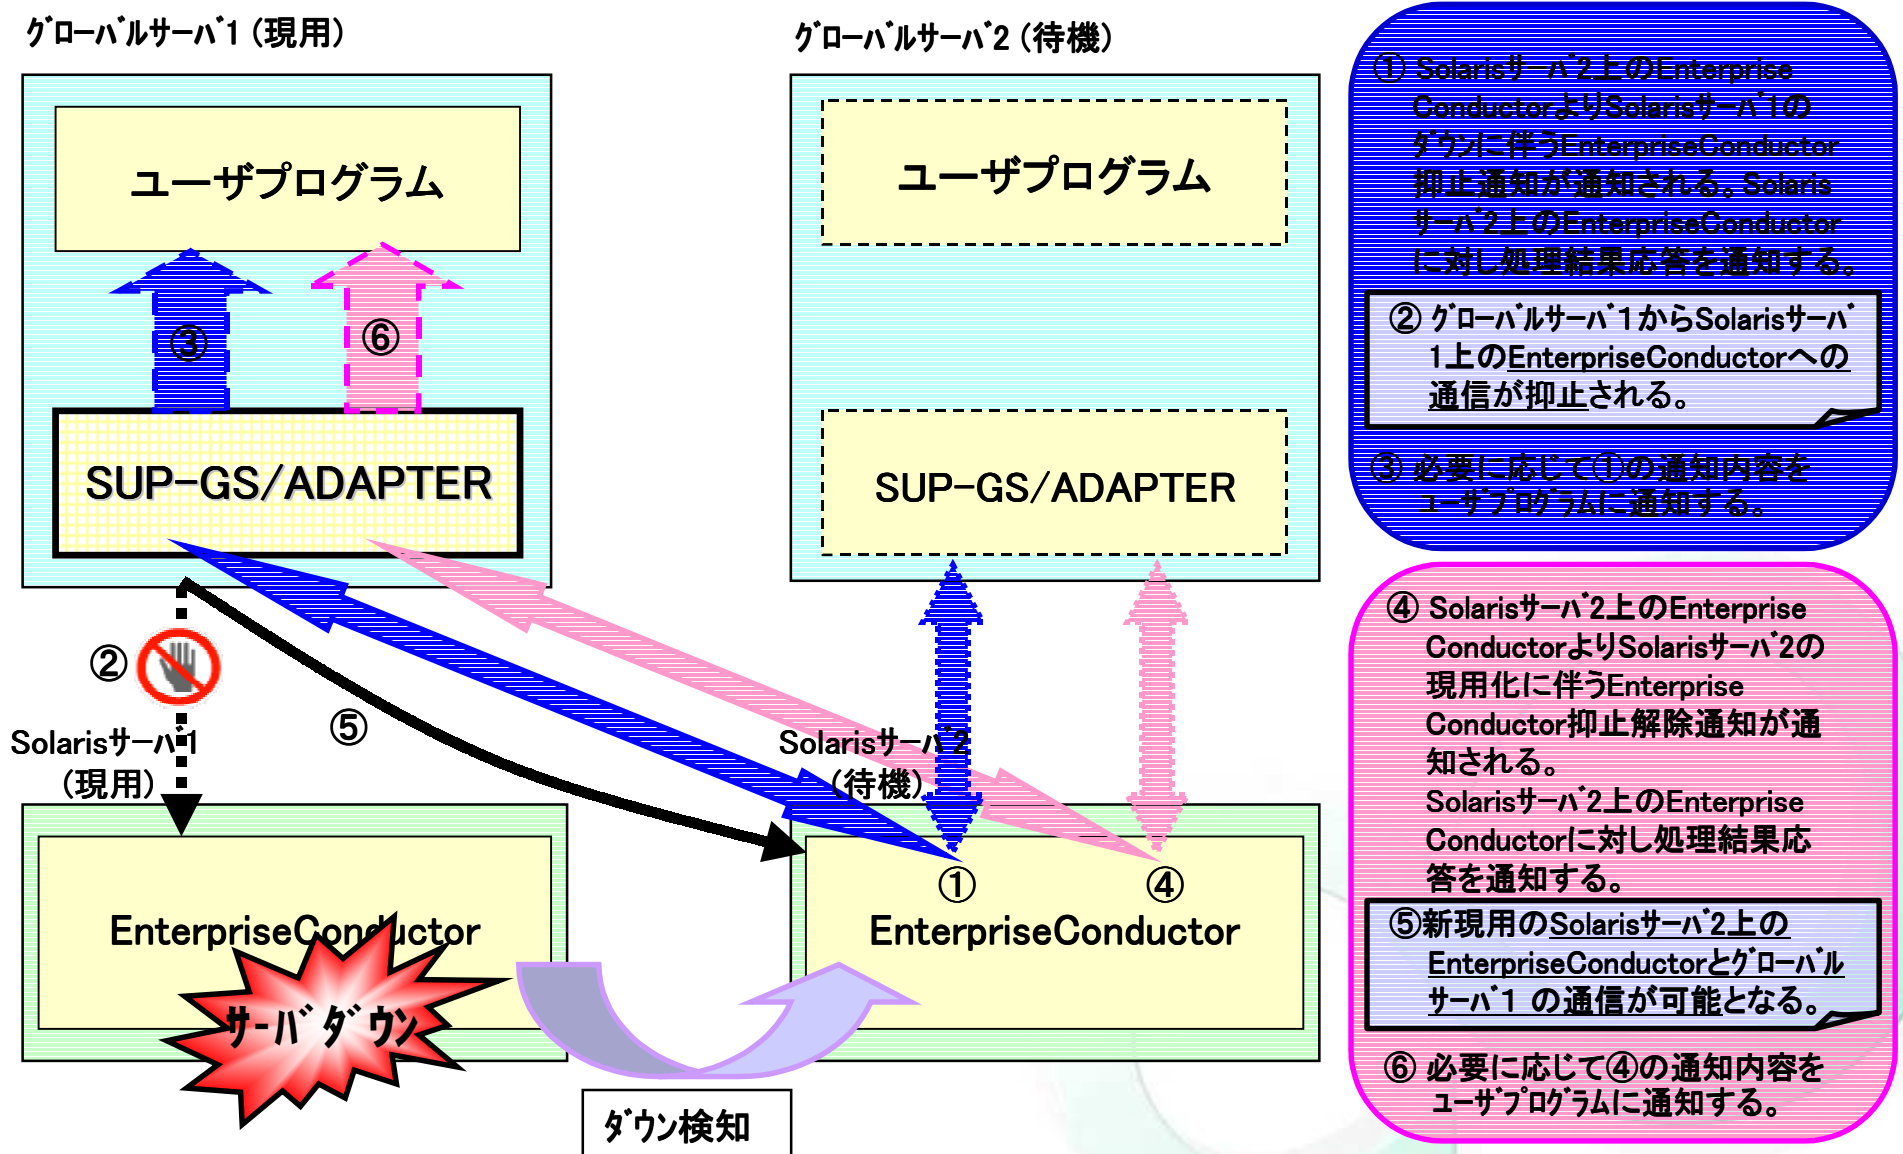 グローバルサーバ1 (現用)
グローバルサーバ2 (待機)
ユーザプログラム
ユーザプログラム
③
⑥
SUP-GS/ADAPTER
SUP-GS/ADAPTER
②
⑤
Solarisサーバ1
(現用)
Solarisサーバ2
(待機)
①
④
EnterpriseConductor
EnterpriseConductor
サーバダウン
ダウン検知
① Solarisサーバ2上のEnterprise
ConductorよりSolarisサーバ1の
ダウンに伴うEnterpriseConductor
抑止通知が通知される。Solaris
サーバ2上のEnterpriseConductor
に対し処理結果応答を通知する。
② グローバルサーバ1からSolarisサーバ
1上のEnterpriseConductorへの
通信が抑止される。
③ 必要に応じて①の通知内容を
ユーザプログラムに通知する。
④ Solarisサーバ2上のEnterprise
ConductorよりSolarisサーバ2の
現用化に伴うEnterprise
Conductor抑止解除通知が通
知される。
Solarisサーバ2上のEnterprise
Conductorに対し処理結果応
答を通知する。
⑤新現用のSolarisサーバ2上の
EnterpriseConductorとグローバル
サーバ1 の通信が可能となる。
⑥ 必要に応じて④の通知内容を
ユーザプログラムに通知する。